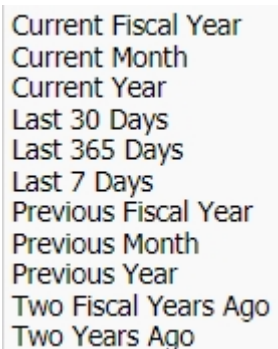 Current Fiscal Year
Current Month
Current Year
Last 30 Days
Last 365 Days
Last 7 Days
Previous Fiscal Year
Previous Month
Previous Year
Two Fiscal Years Ago
Two Years Ago